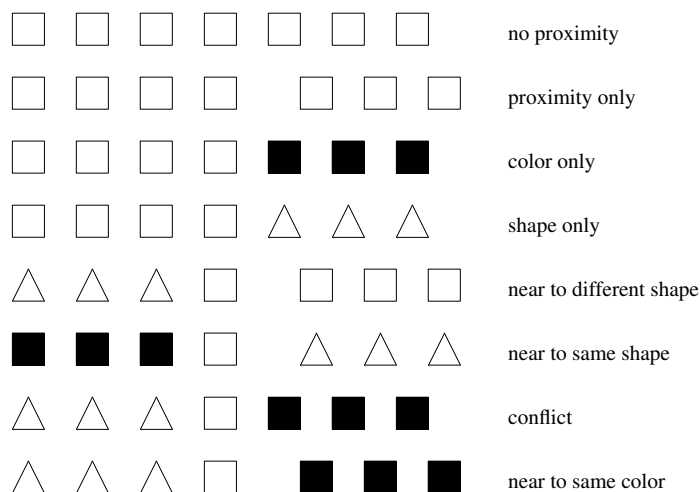 no proximity
proximity only
color only
shape only
near to different shape
near to same shape
conflict
near to same color